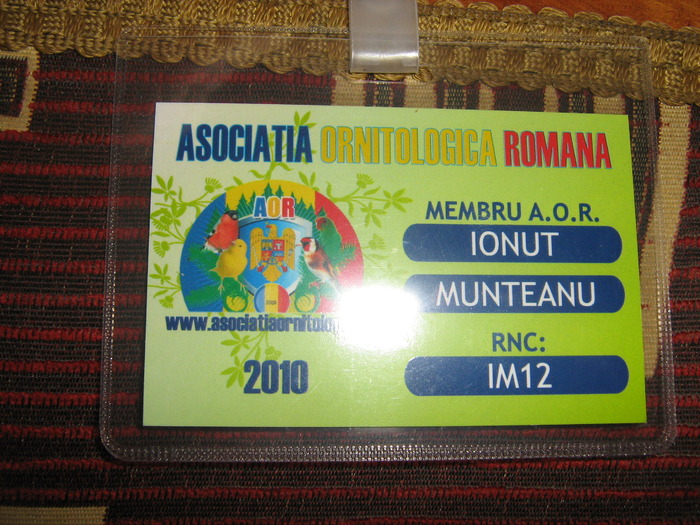 ASOCIATIA ORNITOLOGICA ROMANA
AOR
MEMBRU A.O.R.
IONUT
MUNTEANU
RNC:
IM12
2010